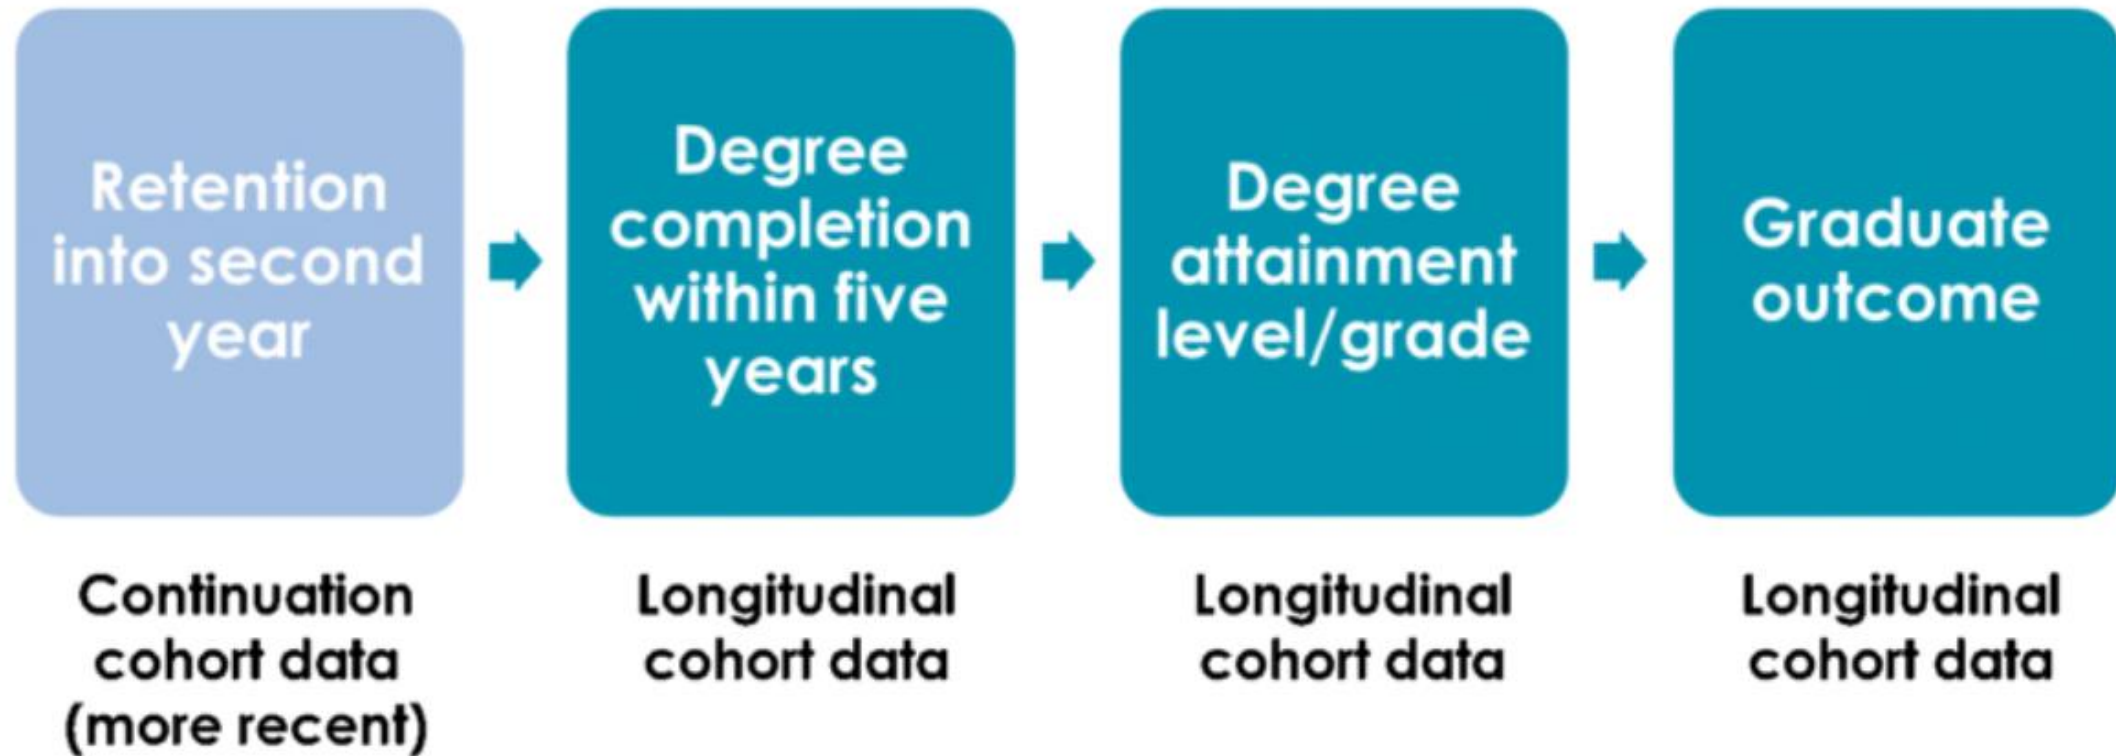 Retention
into second
year
Degree
completion
within five
years
Degree
attainment
level/grade
Graduate
outcome
Continuation
cohort data
(more recent)
Longitudinal
cohort data
Longitudinal
cohort data
Longitudinal
cohort data